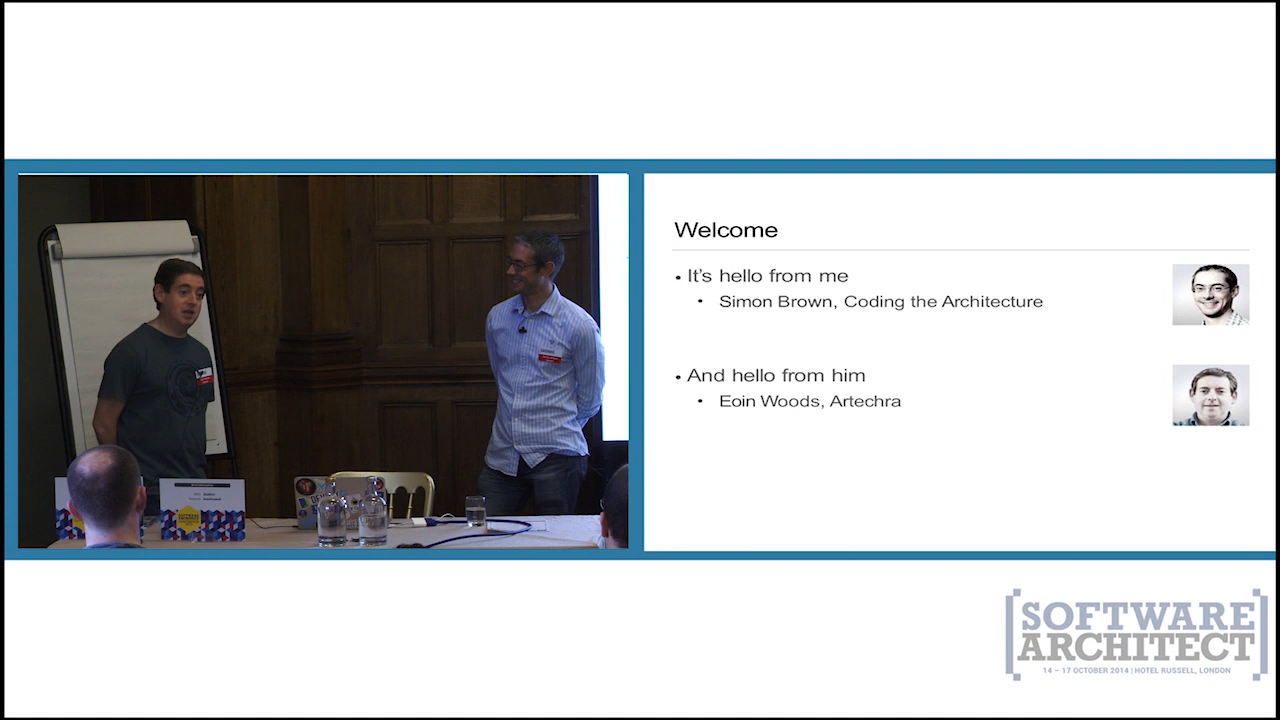 Welcome
• It's hello from me
• Simon Brown, Coding the Architecture
• And hello from him
• Eoin Woods, Artechra
[SOFTWARE
ARCHITECT]
14 – 17 OCTOBER 2014 | HOTEL RUSSELL, LONDON